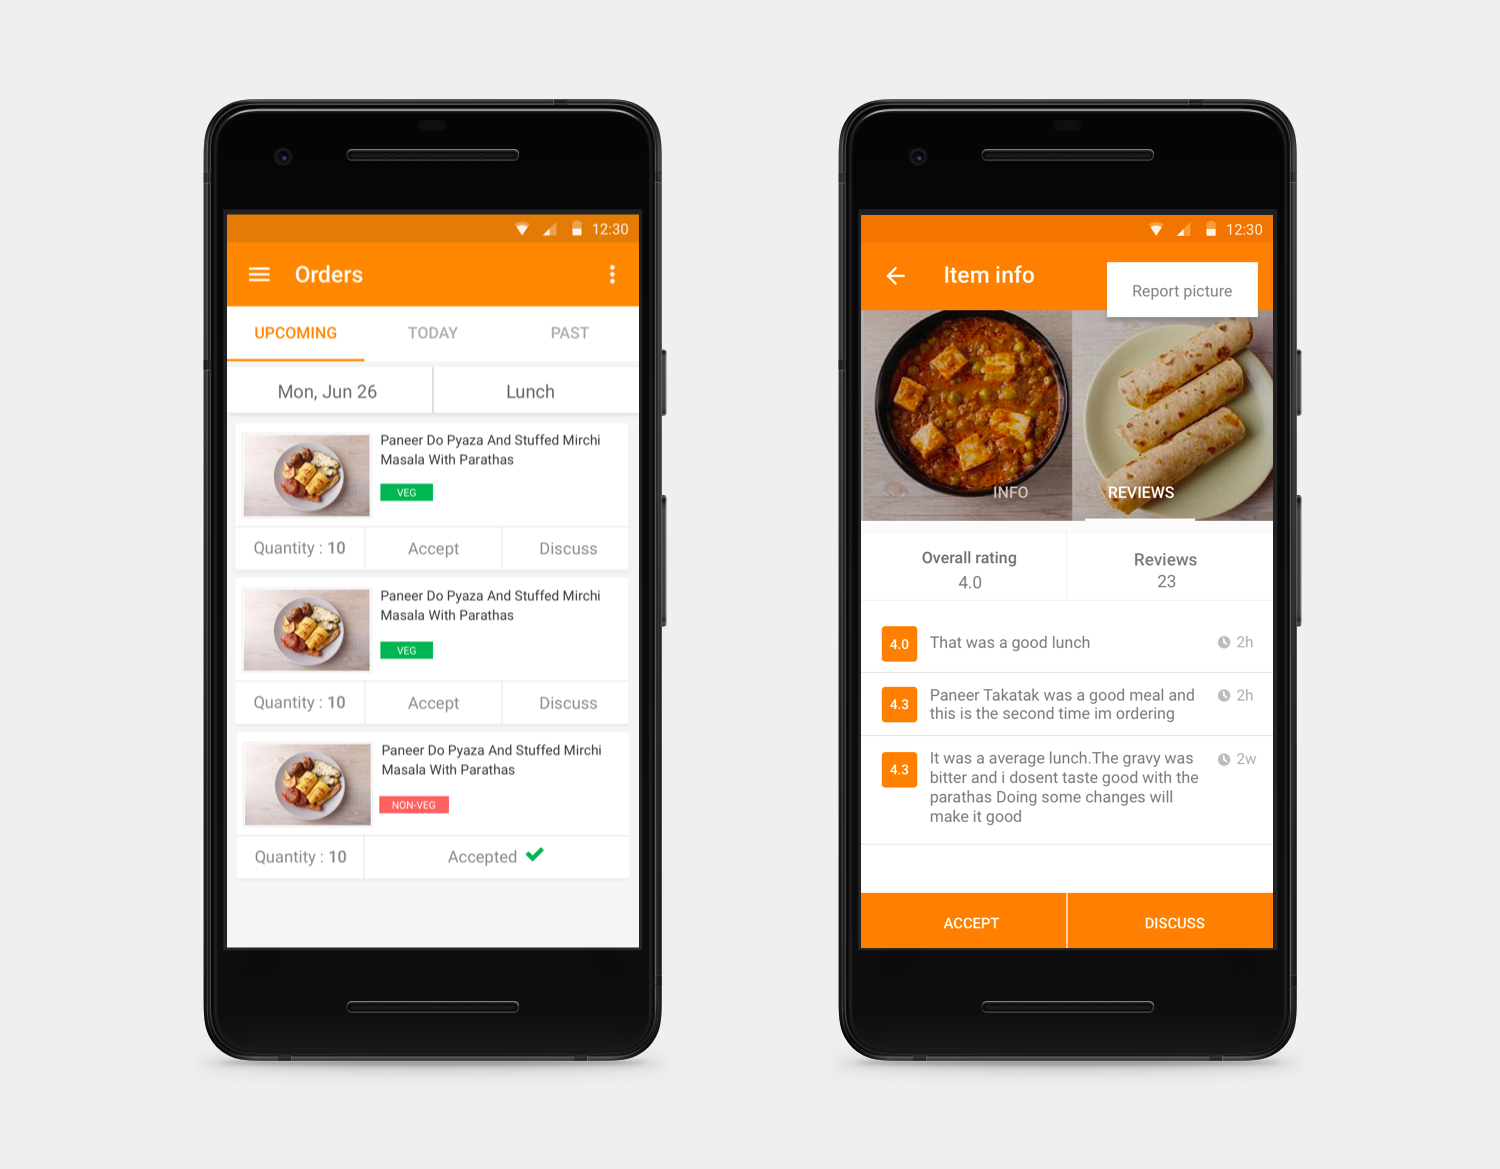 12:30
Orders
UPCOMING
TODAY
PAST
Mon, Jun 26
Lunch
Paneer Do Pyaza And Stuffed Mirchi
Masala With Parathas
VEG
Quantity : 10
Accept
Discuss
Paneer Do Pyaza And Stuffed Mirchi
Masala With Parathas
VEG
Quantity : 10
Accept
Discuss
Paneer Do Pyaza And Stuffed Mirchi
Masala With Parathas
NON-VEG
Quantity : 10
Accepted
12:30
Item info
Report picture
INFO
REVIEWS
Overall rating
4.0
Reviews
23
4.0
That was a good lunch
2h
4.3
Paneer Takatak was a good meal and
this is the second time im ordering
2h
4.3
It was a average lunch.The gravy was
bitter and i dosent taste good with the
parathas Doing some changes will
make it good
2w
ACCEPT
DISCUSS